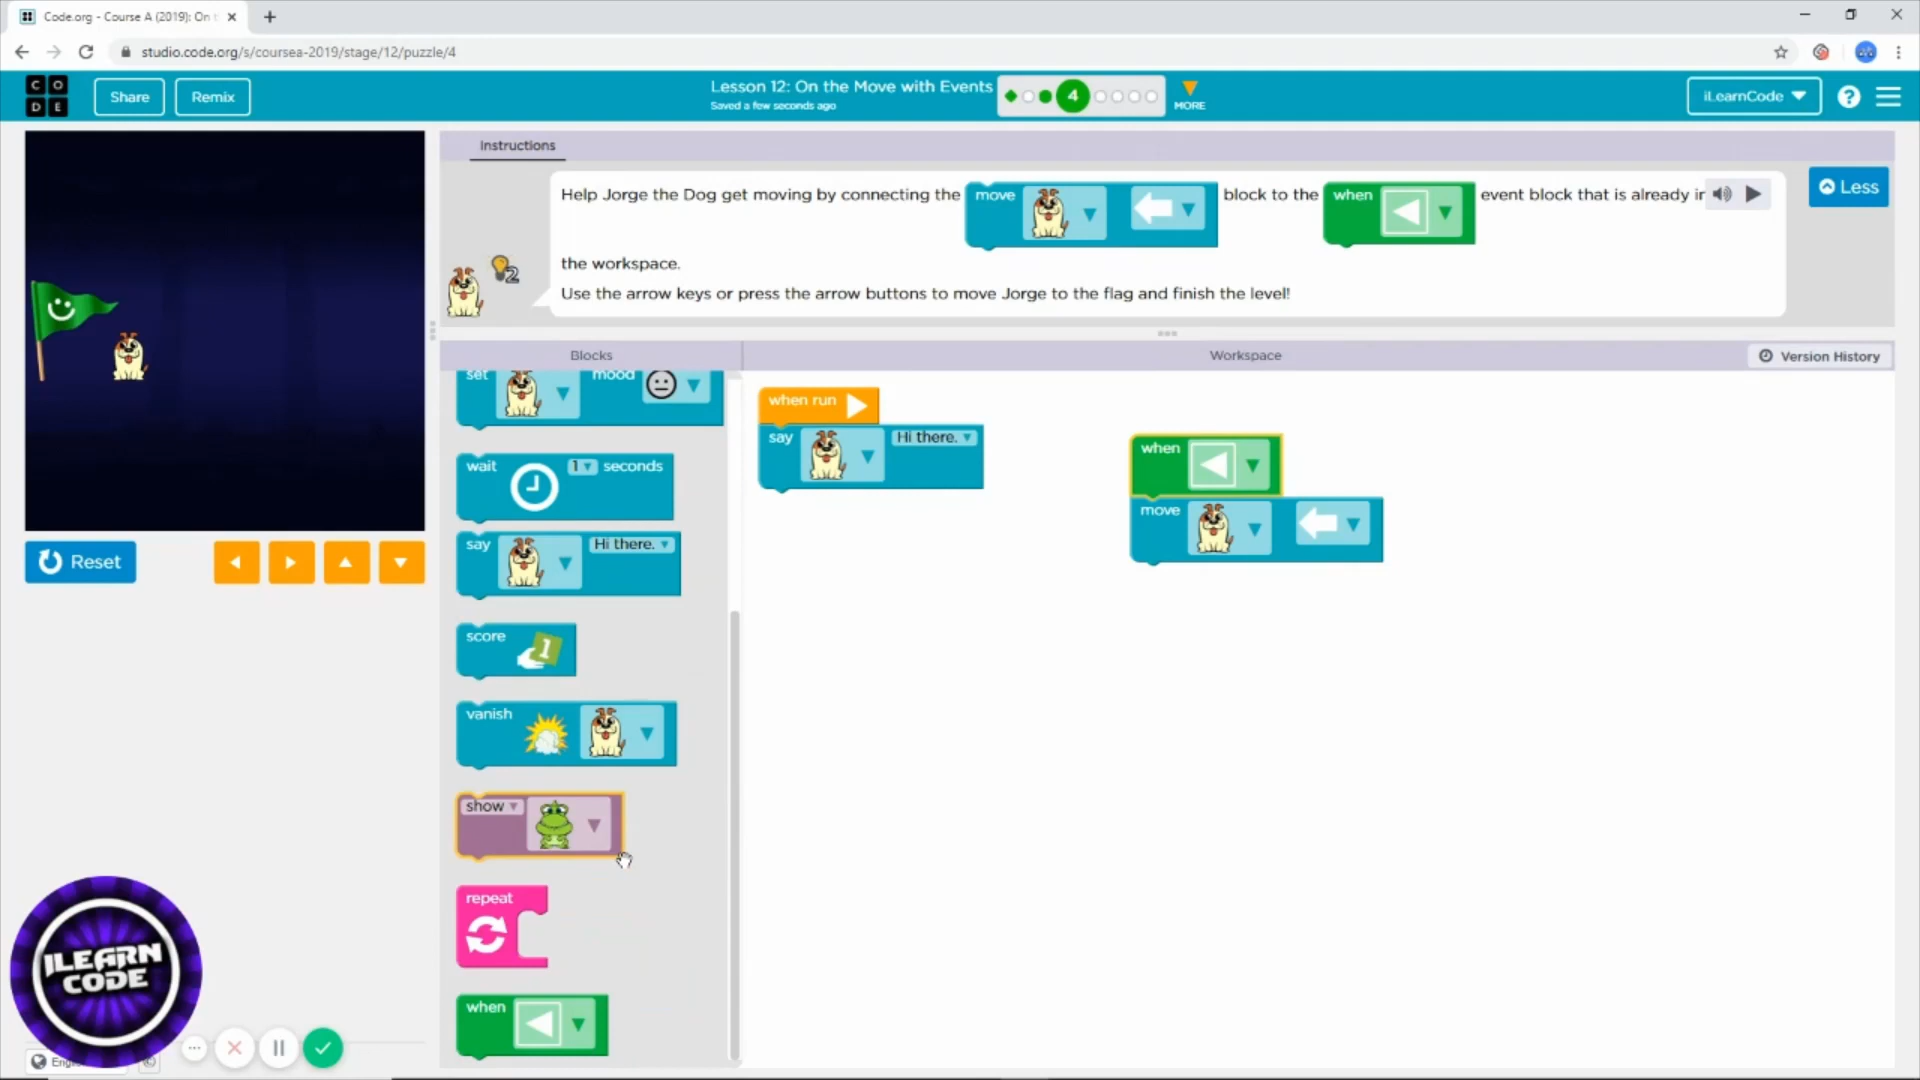 Code.org - Course A (2019): On t
studio.code.org/s/coursea-2019/stage/12/puzzle/4
CODE
Share
Remix
Lesson 12: On the Move with Events
Saved a few seconds ago
4
MORE
iLearnCode
?
Instructions
Help Jorge the Dog get moving by connecting the move block to the when event block that is already in
the workspace.
Use the arrow keys or press the arrow buttons to move Jorge to the flag and finish the level!
2
Less
Blocks
Workspace
Version History
set mood
wait 1 seconds
say Hi there.
score 1
vanish
show
repeat
when
when run
say Hi there.
when
move
Reset
ILEARN
CODE